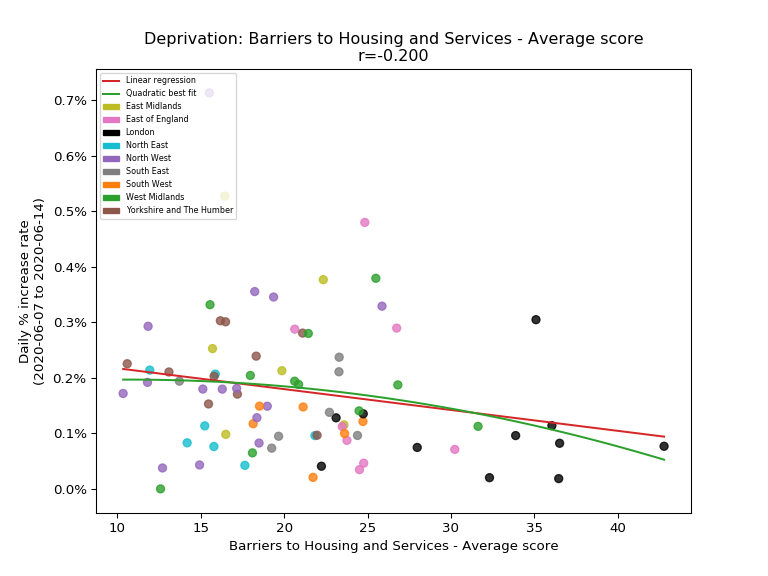 Deprivation: Barriers to Housing and Services - Average score
r=-0.200
Daily % increase rate
(2020-06-07 to 2020-06-14)
0.7%
0.6%
0.5%
0.4%
0.3%
0.2%
0.1%
0.0%
Linear regression
Quadratic best fit
East Midlands
East of England
London
North East
North West
South East
South West
West Midlands
Yorkshire and The Humber
10
15
20
25
30
35
40
Barriers to Housing and Services - Average score